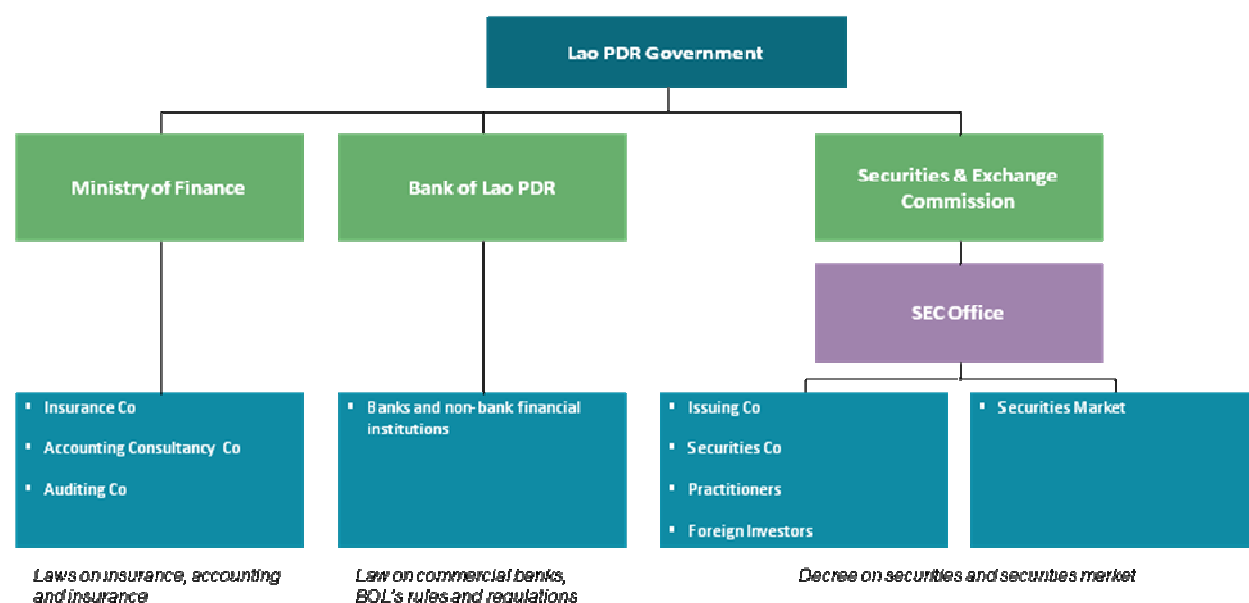 Lao PDR Government
Ministry of Finance
Bank of Lao PDR
Securities & Exchange
Commission
SEC Office
▪ Insurance Co
▪ Accounting Consultancy Co
▪ Auditing Co
▪ Banks and non-bank financial
institutions
▪ Issuing Co
▪ Securities Co
▪ Practitioners
▪ Foreign Investors
▪ Securities Market
Laws on insurance, accounting
and insurance
Law on commercial banks,
BOL's rules and regulations
Decree on securities and securities market